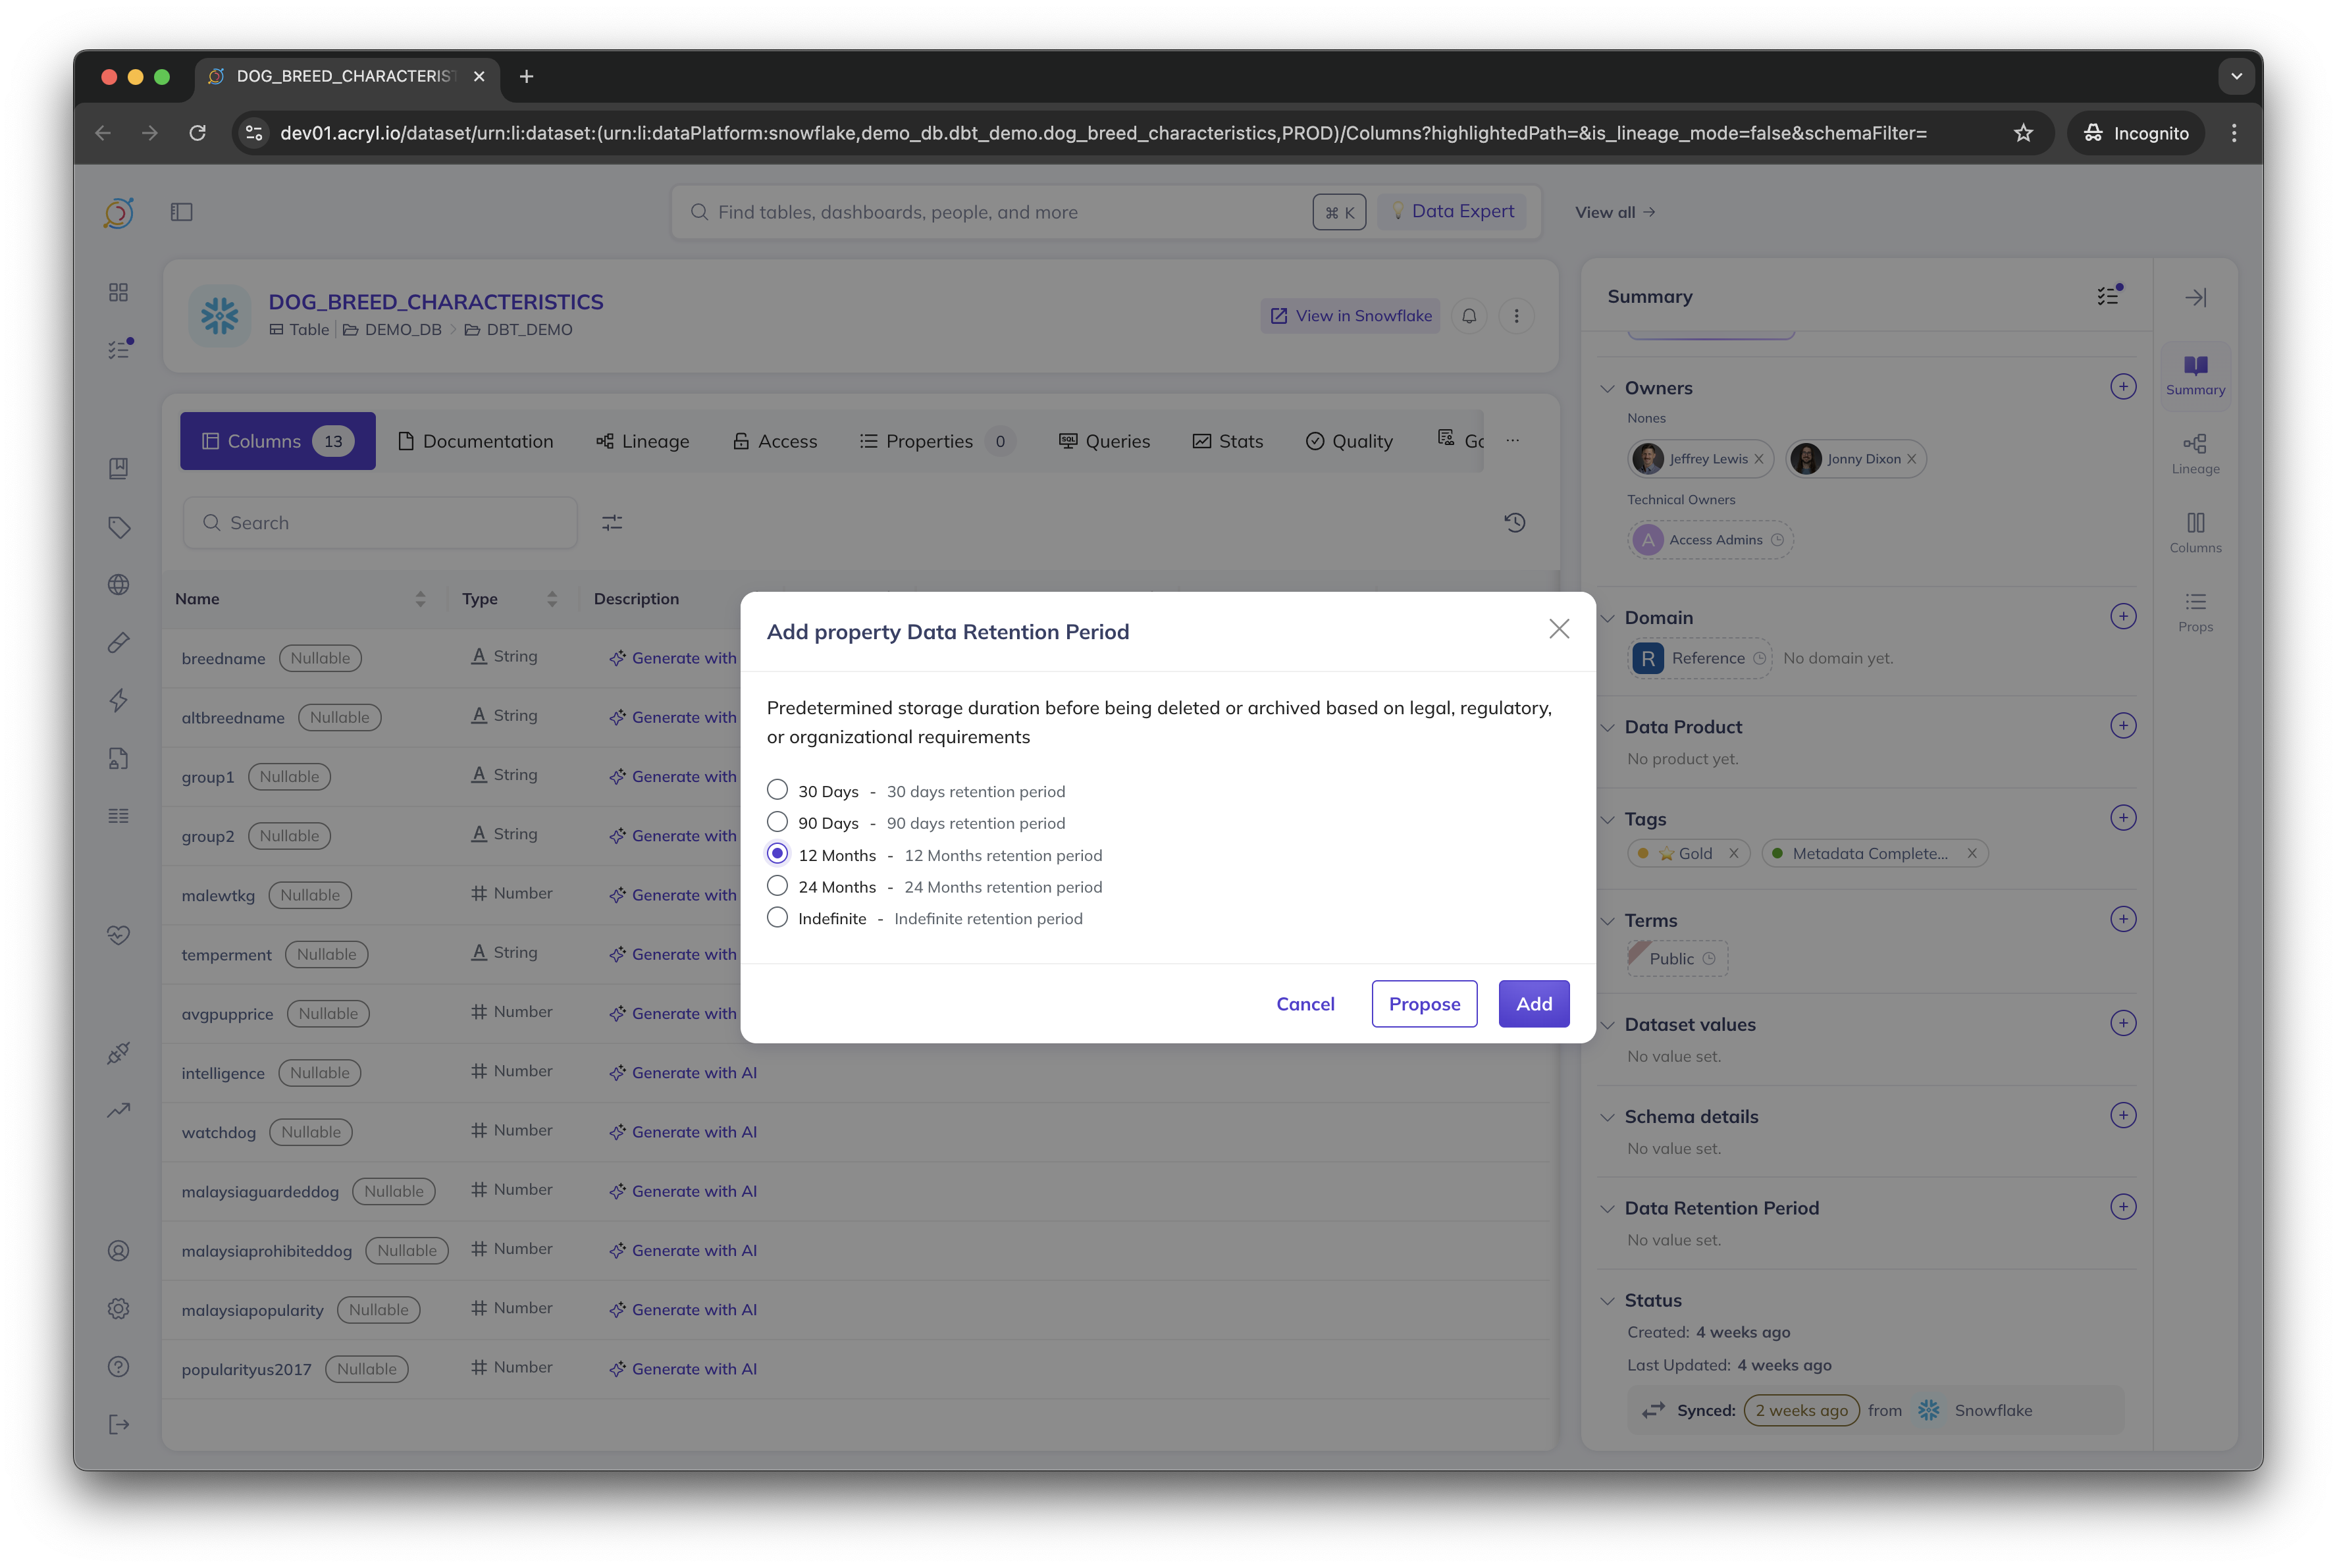 DOG_BREED_CHARACTERIST
dev01.acryl.io/dataset/urn:li:dataset:(urn:li:dataPlatform:snowflake,demo_db.dbt_demo.dog_breed_characteristics,PROD)/Columns?highlightedPath=&is_lineage_mode=false&schemaFilter=
Incognito
Find tables, dashboards, people, and more
⌘ K
Data Expert
View all →
DOG_BREED_CHARACTERISTICS
Table | DEMO_DB > DBT_DEMO
View in Snowflake
Columns 13
Documentation
Lineage
Access
Properties 0
Queries
Stats
Quality
Go
...
Search
Name
Type
Description
breedname Nullable String Generate with
altbreedname Nullable String Generate with
group1 Nullable String Generate with
group2 Nullable String Generate with
malewtkg Nullable Number Generate with
temperment Nullable String Generate with
avgpupprice Nullable Number Generate with
intelligence Nullable Number Generate with AI
watchdog Nullable Number Generate with AI
malaysiaguardeddog Nullable Number Generate with AI
malaysiaprohibiteddog Nullable Number Generate with AI
malaysiapopularity Nullable Number Generate with AI
popularityus2017 Nullable Number Generate with AI
Add property Data Retention Period
Predetermined storage duration before being deleted or archived based on legal, regulatory,
or organizational requirements
30 Days - 30 days retention period
90 Days - 90 days retention period
12 Months - 12 Months retention period
24 Months - 24 Months retention period
Indefinite - Indefinite retention period
Cancel
Propose
Add
Summary
Owners
Nones
Jeffrey Lewis
Jonny Dixon
Technical Owners
A Access Admins
Domain
R Reference
No domain yet.
Data Product
No product yet.
Tags
Gold
Metadata Complete...
Terms
Public
Dataset values
No value set.
Schema details
No value set.
Data Retention Period
No value set.
Status
Created: 4 weeks ago
Last Updated: 4 weeks ago
Synced: 2 weeks ago from Snowflake
Summary
Lineage
Columns
Props